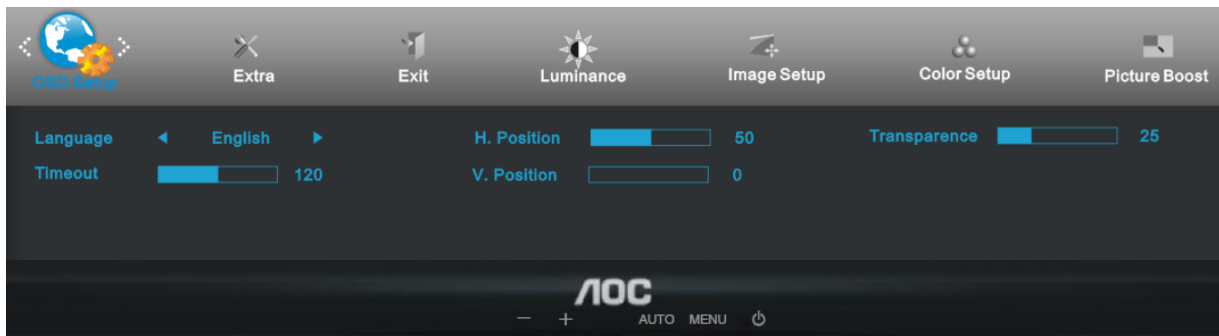 OSD Setup Extra Exit Luminance Image Setup Color Setup Picture Boost
Language English H. Position 50 Transparence 25
Timeout 120 V. Position 0
AOC
− + AUTO MENU